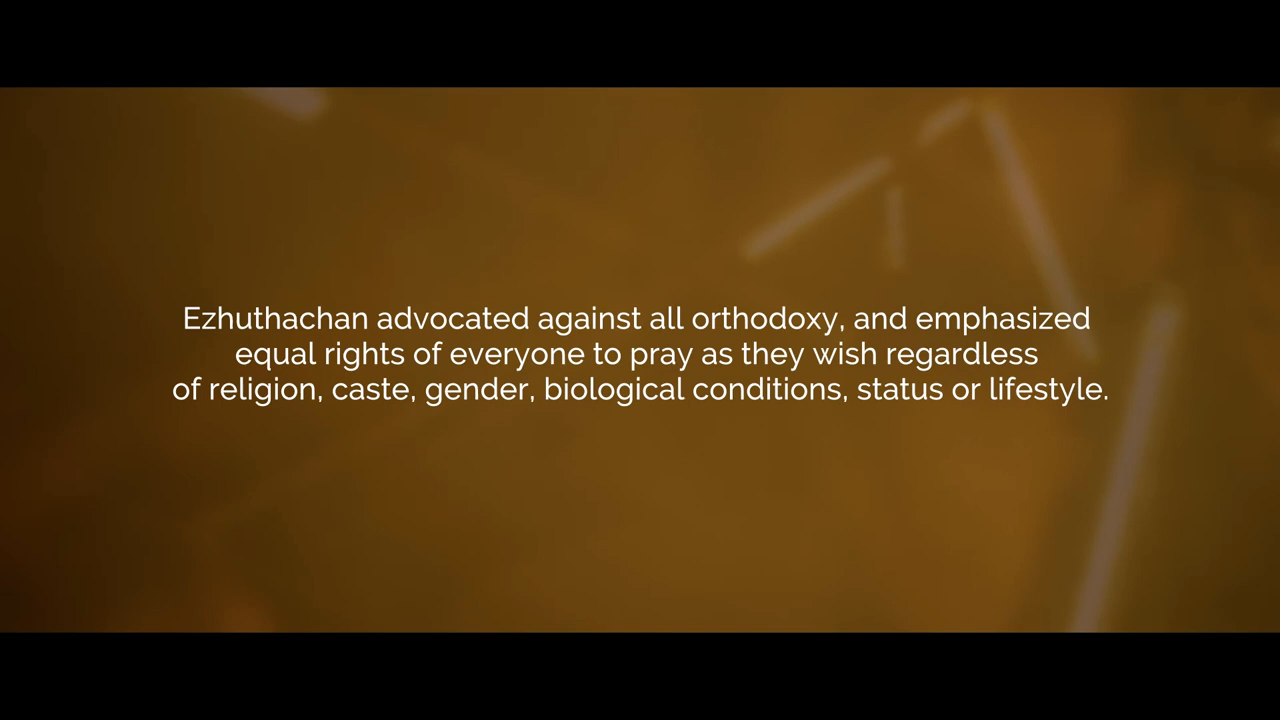 Ezhuthachan advocated against all orthodoxy, and emphasized
equal rights of everyone to pray as they wish regardless
of religion, caste, gender, biological conditions, status or lifestyle.